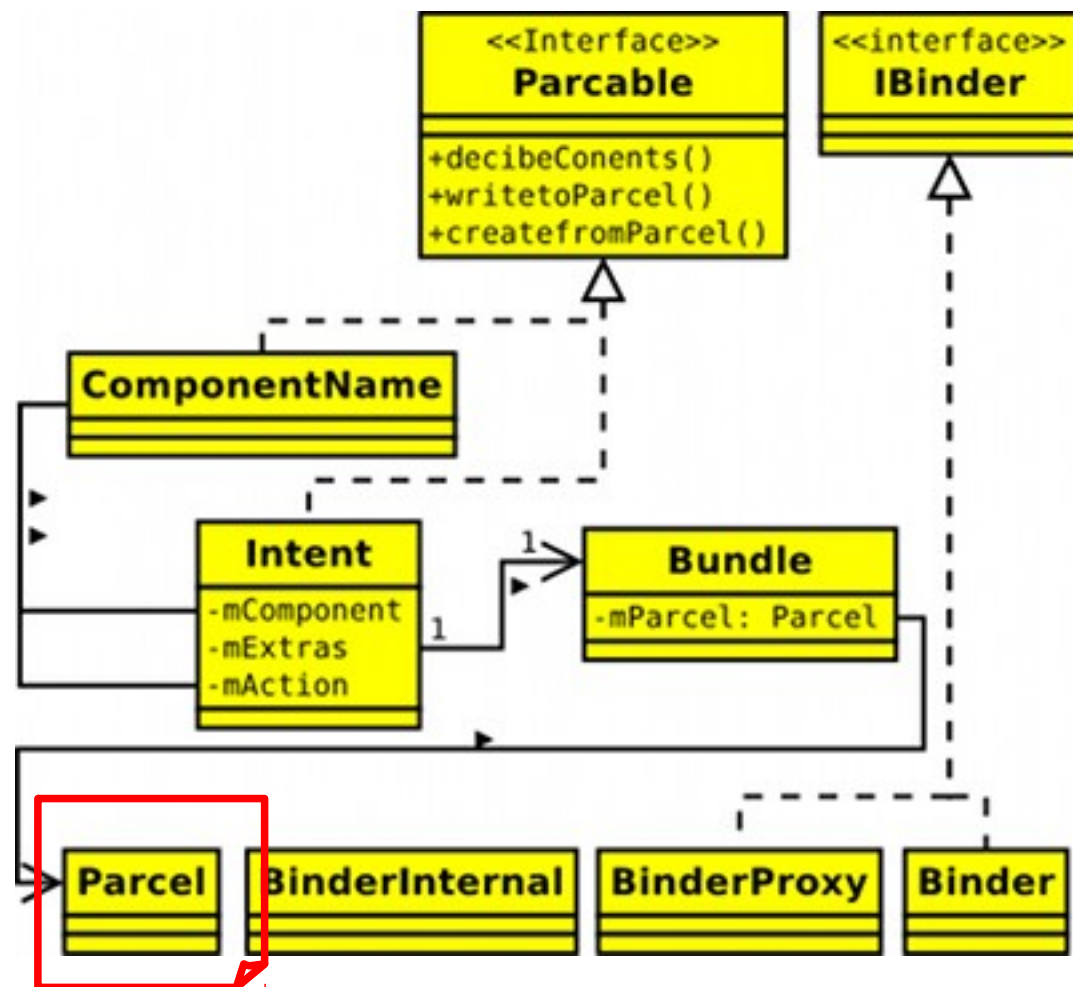 <<Interface>>
Parcable
+decibeConents()
+writetoParcel()
+createfromParcel()
<<interface>>
IBinder
ComponentName
Intent
-mComponent
-mExtras
-mAction
1
1
Bundle
-mParcel: Parcel
Parcel
BinderInternal
BinderProxy
Binder